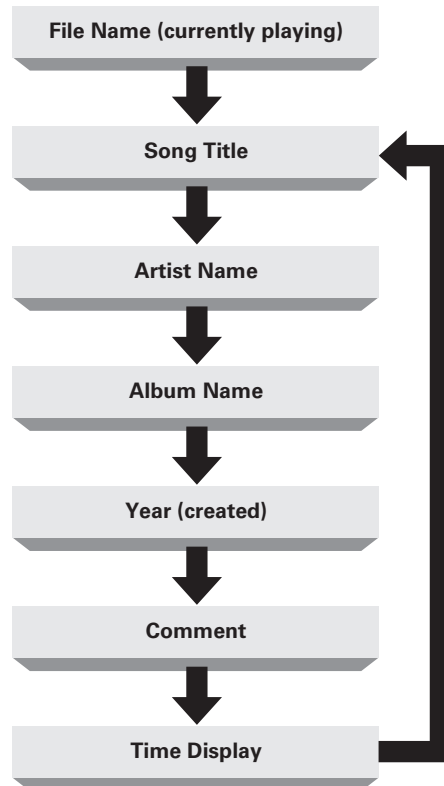 File Name (currently playing)
Song Title
Artist Name
Album Name
Year (created)
Comment
Time Display